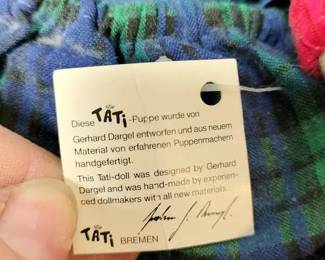 Diese TATi-Puppe wurde von
Gerhard Dargel entworfen und aus neuem
Material von erfahrenen Puppenmachern
handgefertigt.
This Tati-doll was designed by Gerhard
Dargel and was hand-made by experien-
ced dollmakers with all new materials.
TATi BREMEN